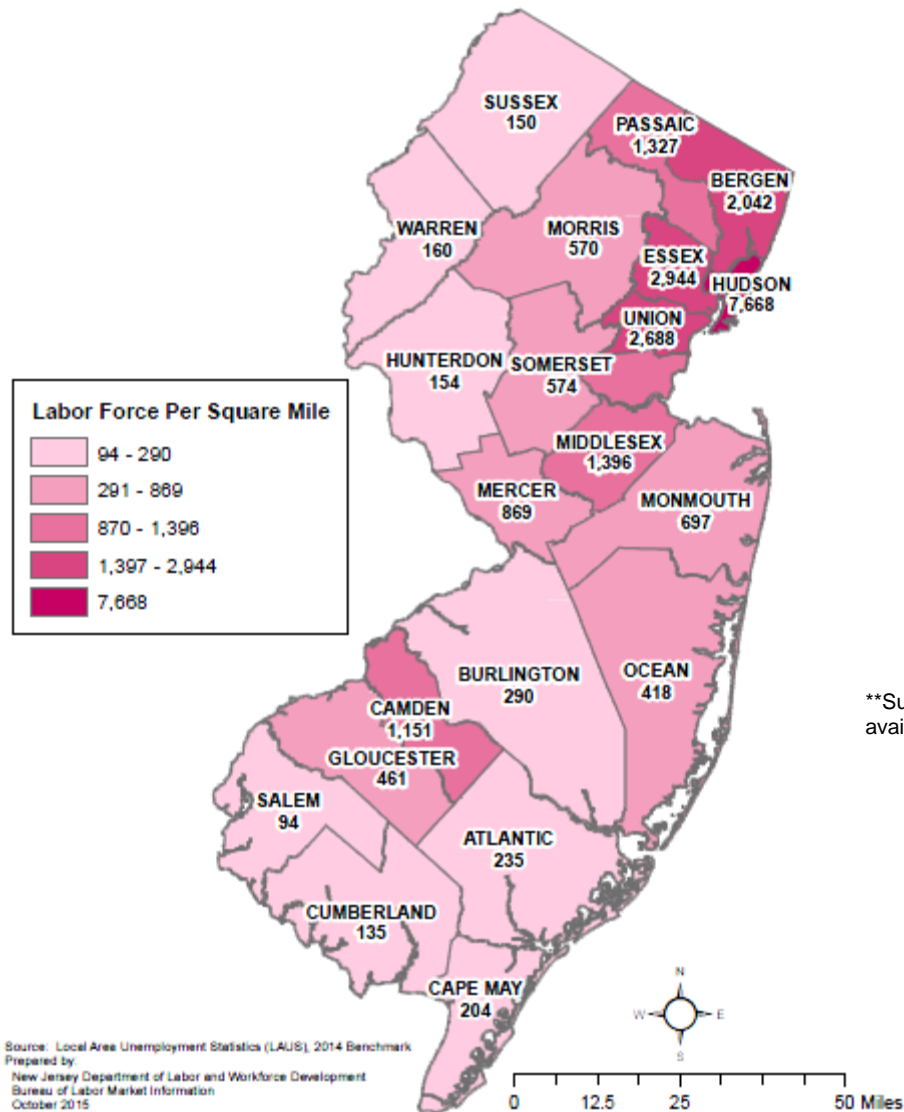 SUSSEX
150
PASSAIC
1,327
BERGEN
2,042
WARREN
160
MORRIS
570
ESSEX
2,944
HUDSON
7,668
UNION
2,688
HUNTERDON
154
SOMERSET
574
Labor Force Per Square Mile
94 - 290
291 - 869
870 - 1,396
1,397 - 2,944
7,668
MIDDLESEX
1,396
MERCER
869
MONMOUTH
697
BURLINGTON
290
OCEAN
418
**Su
avai
CAMDEN
1,151
GLOUCESTER
461
SALEM
94
ATLANTIC
235
CUMBERLAND
135
CAPE MAY
204
N
W E
S
Source: Local Area Unemployment Statistics (LAUS), 2014 Benchmark
Prepared by:
New Jersey Department of Labor and Workforce Development
Bureau of Labor Market Information
October 2015
0 12.5 25 50 Miles